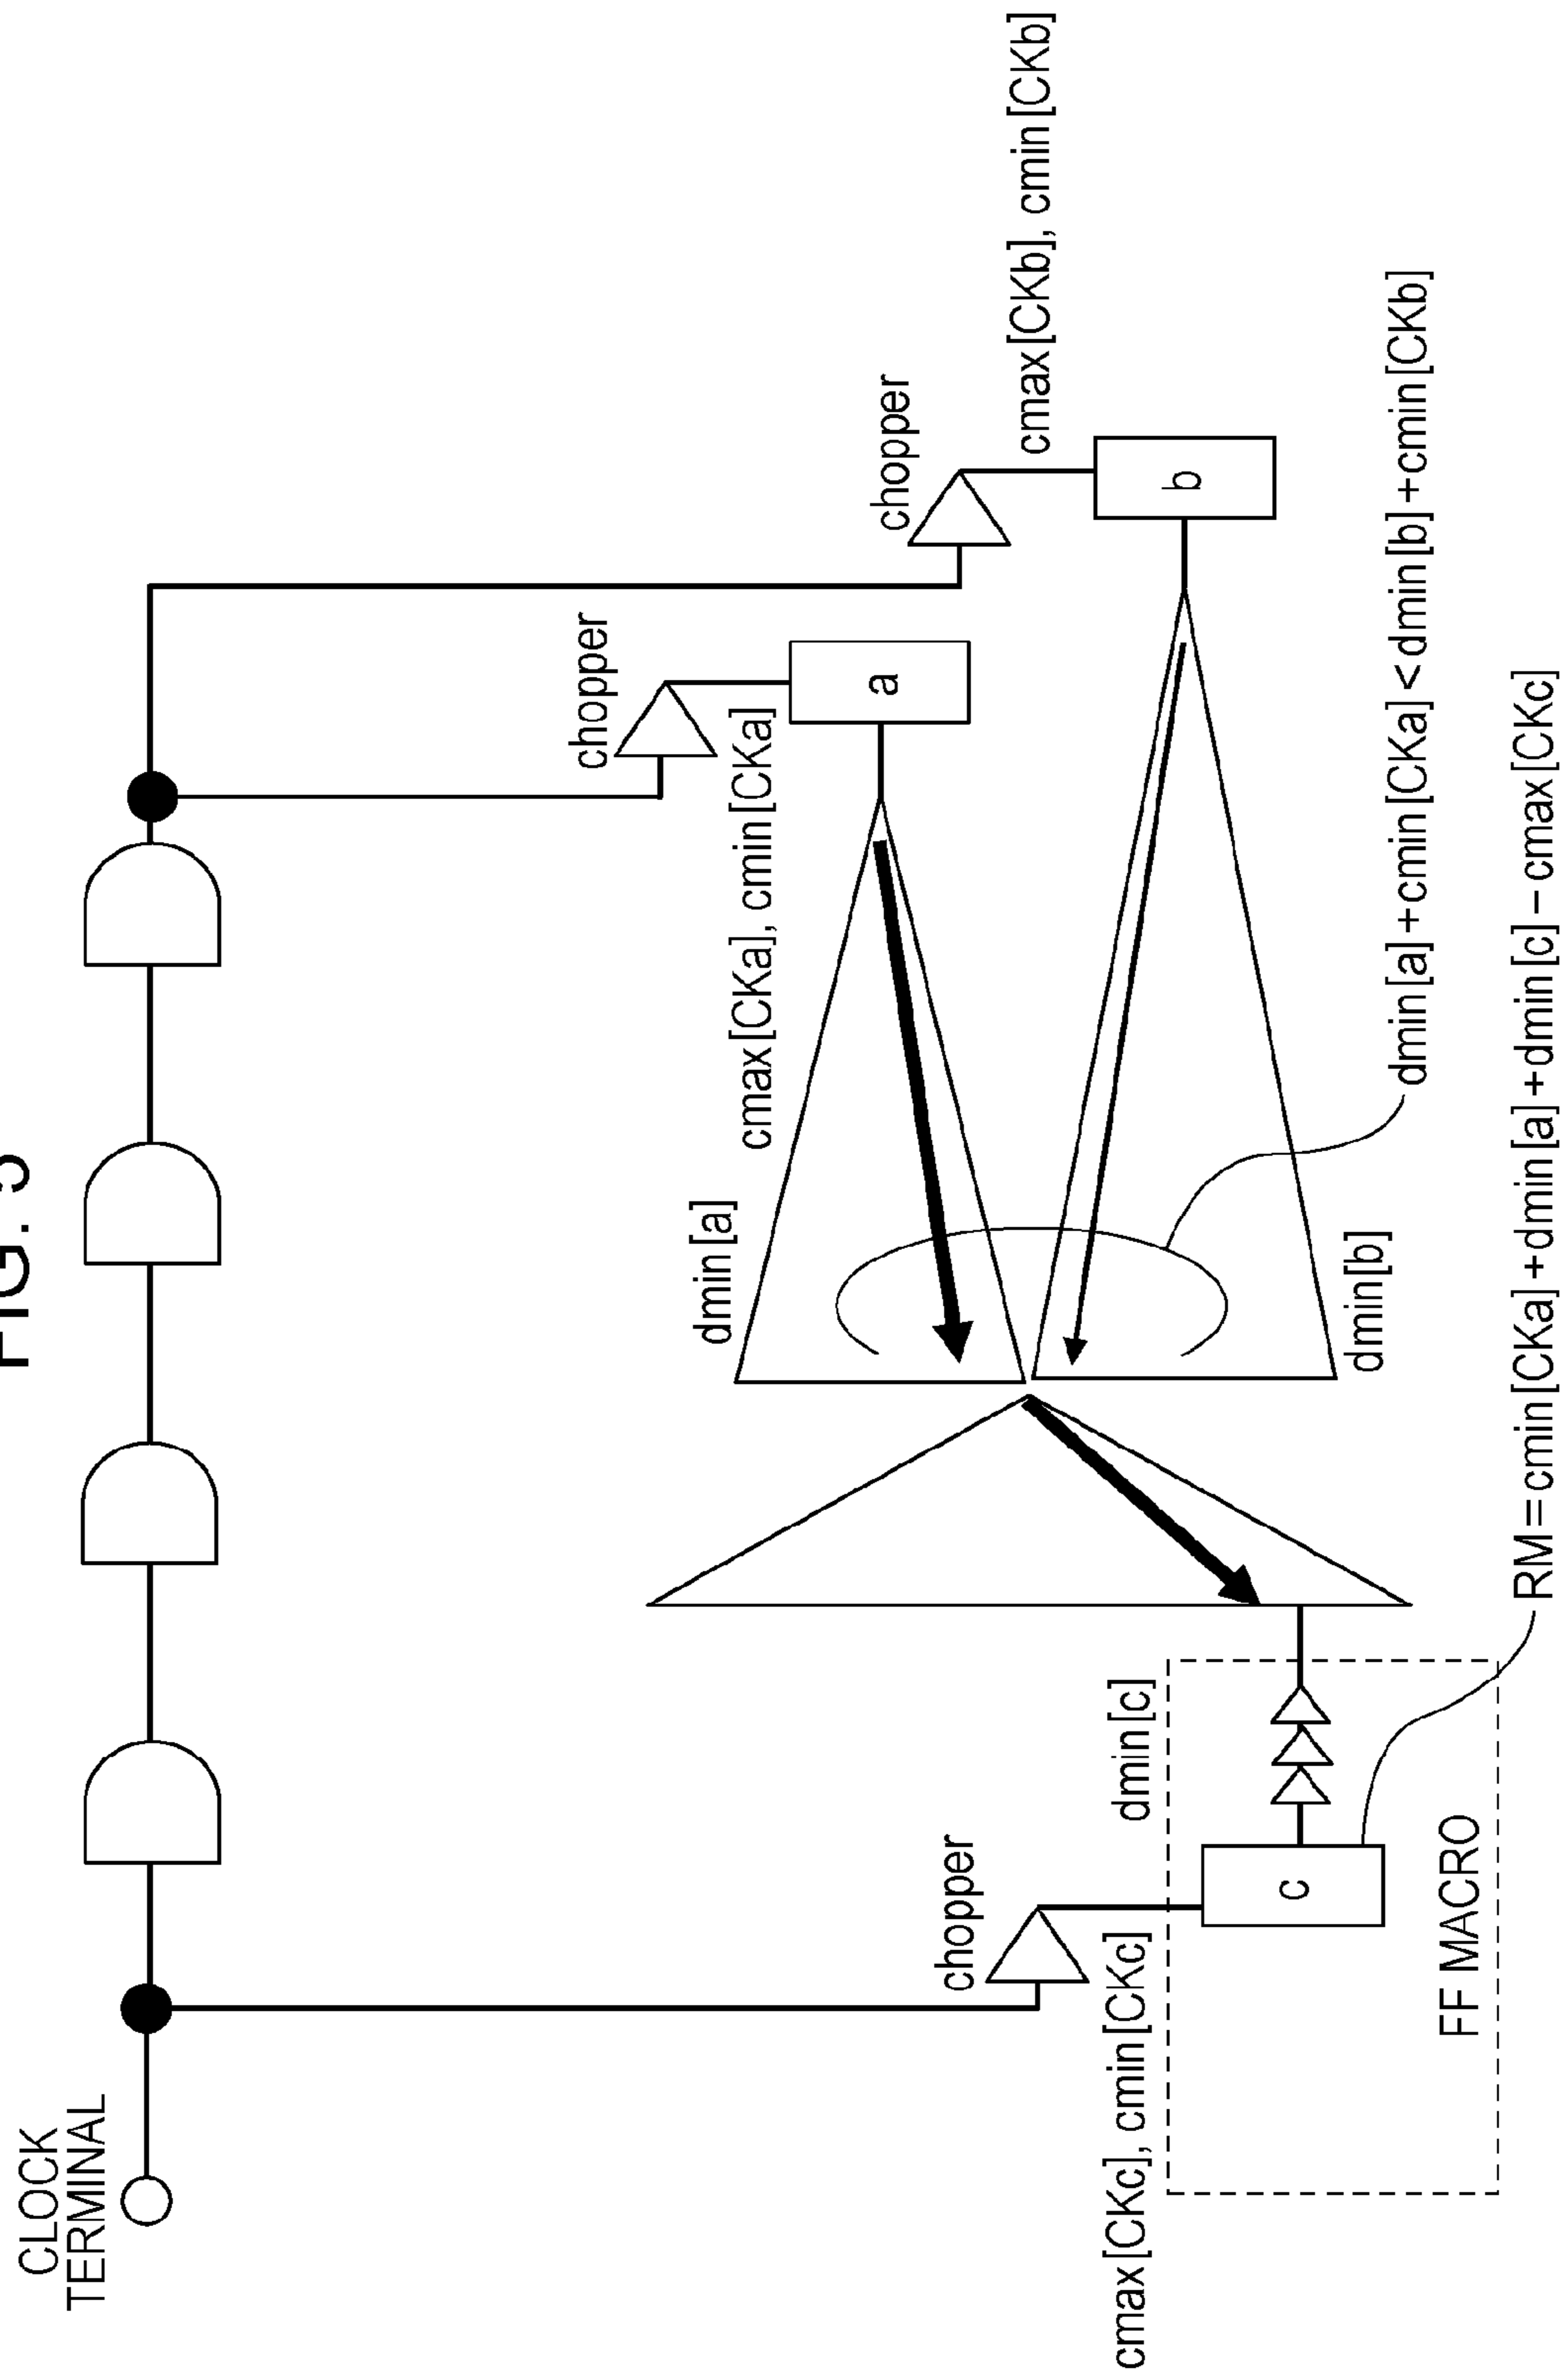 FIG.
CLOCK
TERMINAL
chopper
dmin[a]
cmax[CKa], cmin[CKa]
chopper
chopper
cmax[CKb], cmin[CKb]
cmax[CKc], cmin[CKc]
dmin[c]
a
b
c
dmin[b]
dmin[a]+cmin[CKa]<dmin[b]+cmin[CKb]
FF MACRO
RM=cmin[CKa]+dmin[a]+dmin[c]−cmax[CKc]